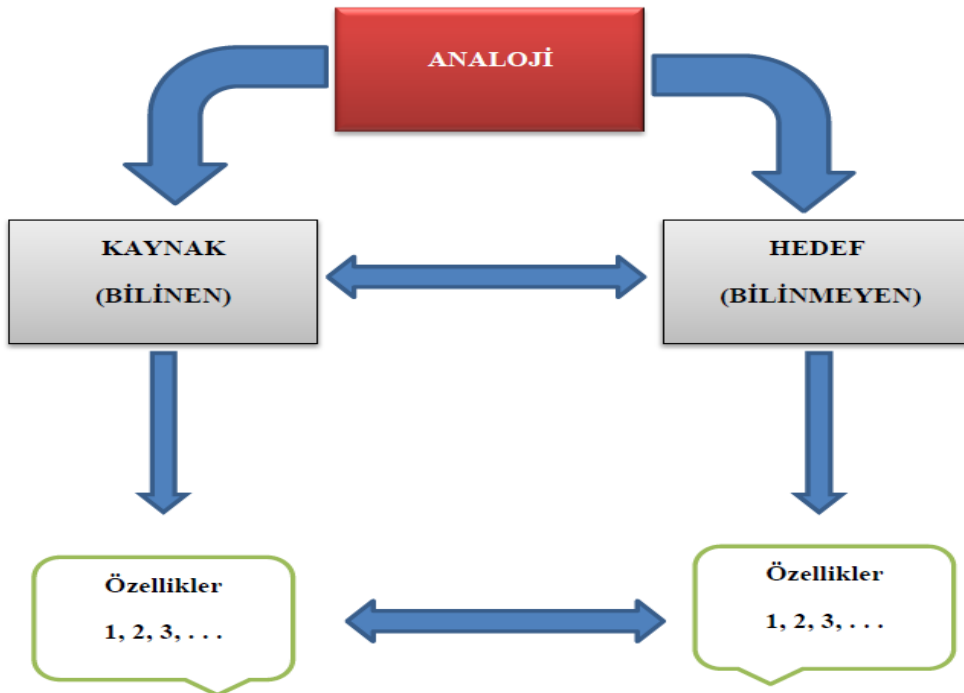 ANALOJİ
KAYNAK
(BİLİNEN)
HEDEF
(BİLİNMEYEN)
Özellikler
1, 2, 3, . . .
Özellikler
1, 2, 3, . . .